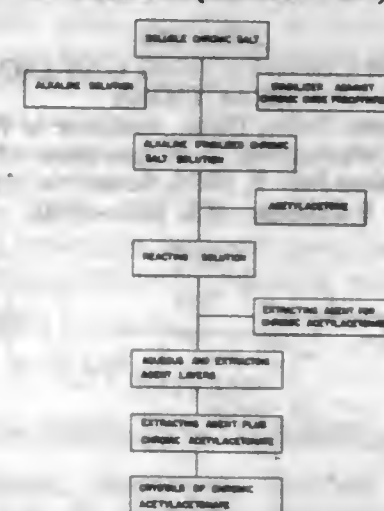 SOLUBLE CHROMIC SALT
ALKALINE SOLUTION
STABILIZER AGAINST
CHROMIC OXIDE PRECIPITATION
ALKALINE STABILIZED CHROMIC
SALT SOLUTION
ACETYLACETONE
REACTING SOLUTION
EXTRACTING AGENT FOR
CHROMIC ACETYLACETONATE
AQUEOUS AND EXTRACTING
AGENT LAYERS
EXTRACTING AGENT PLUS
CHROMIC ACETYLACETONATE
CRYSTALS OF CHROMIC
ACETYLACETONATE